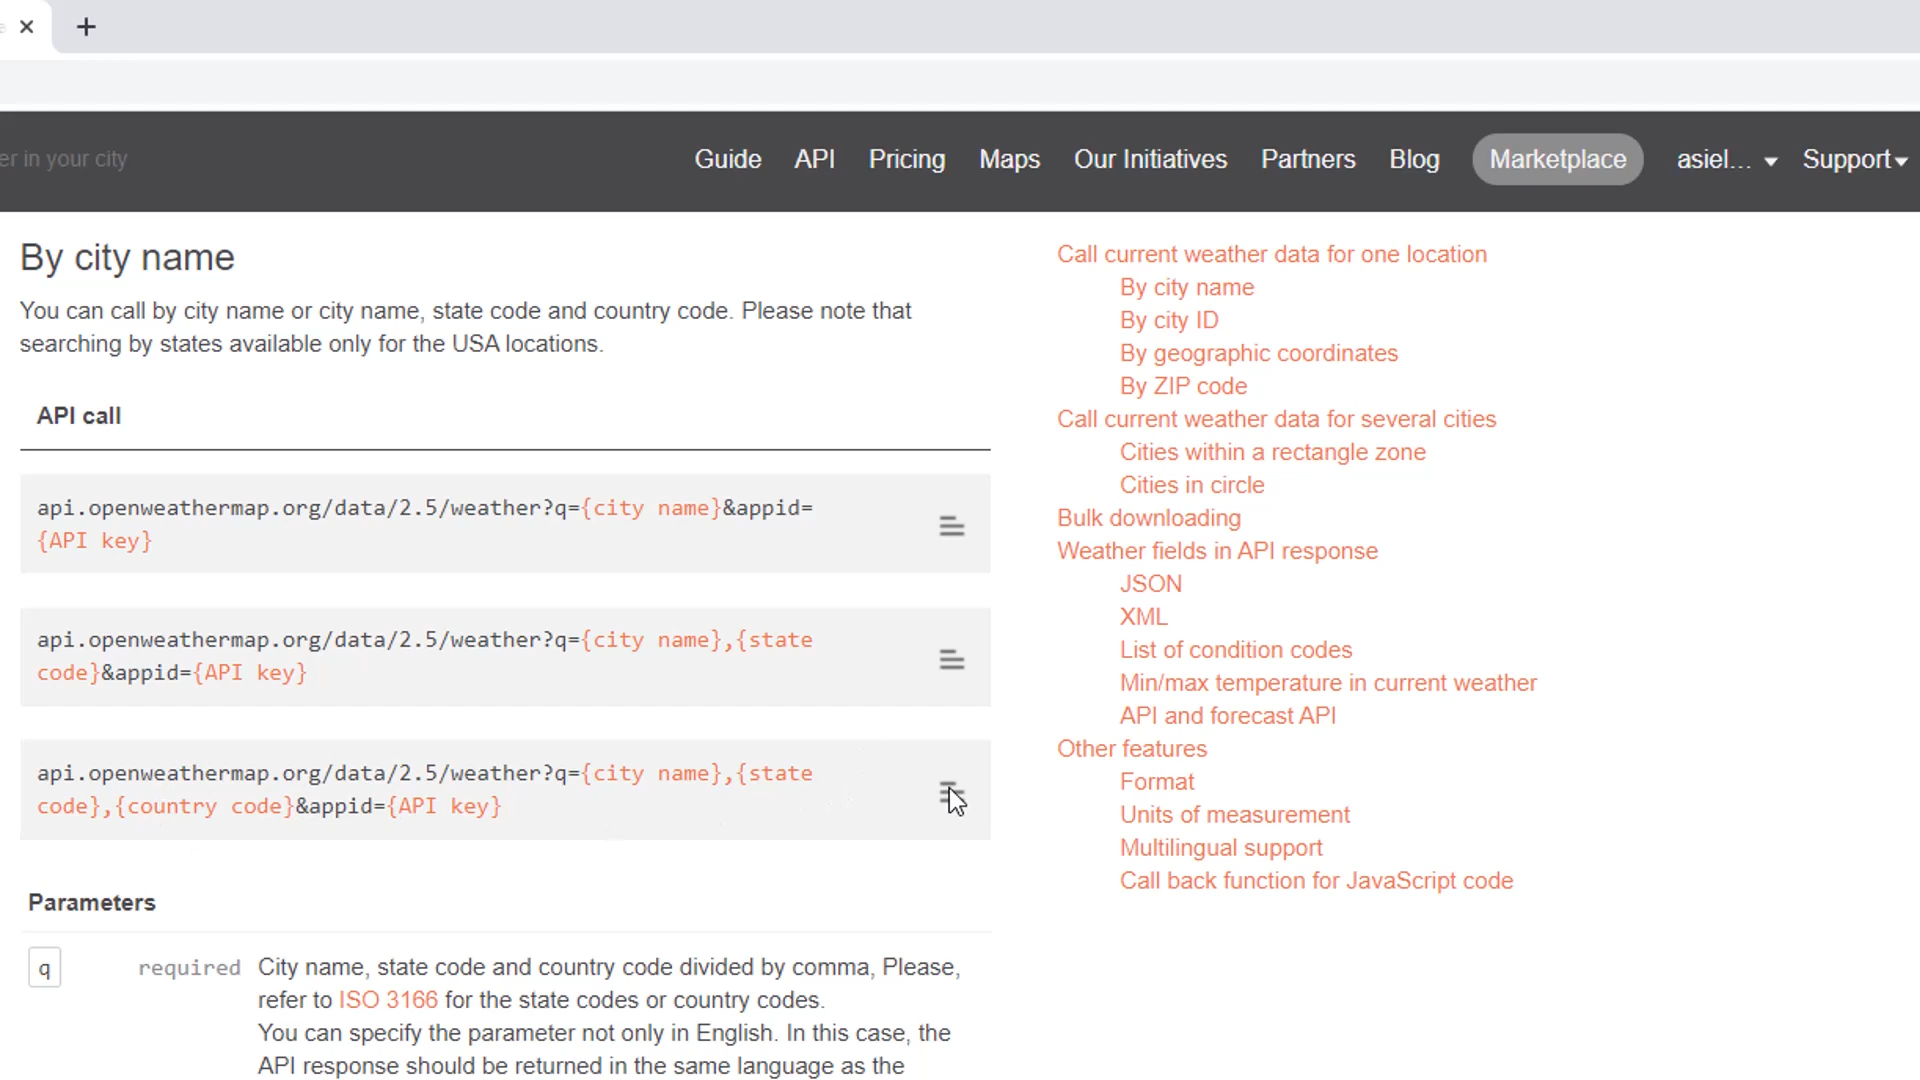 er in your city
Guide API Pricing Maps Our Initiatives Partners Blog Marketplace asiel... Support
By city name
You can call by city name or city name, state code and country code. Please note that
searching by states available only for the USA locations.
API call
api.openweathermap.org/data/2.5/weather?q={city name}&appid=
{API key}
api.openweathermap.org/data/2.5/weather?q={city name},{state
code}&appid={API key}
api.openweathermap.org/data/2.5/weather?q={city name},{state
code},{country code}&appid={API key}
Parameters
q required City name, state code and country code divided by comma, Please,
refer to ISO 3166 for the state codes or country codes.
You can specify the parameter not only in English. In this case, the
API response should be returned in the same language as the
Call current weather data for one location
By city name
By city ID
By geographic coordinates
By ZIP code
Call current weather data for several cities
Cities within a rectangle zone
Cities in circle
Bulk downloading
Weather fields in API response
JSON
XML
List of condition codes
Min/max temperature in current weather
API and forecast API
Other features
Format
Units of measurement
Multilingual support
Call back function for JavaScript code